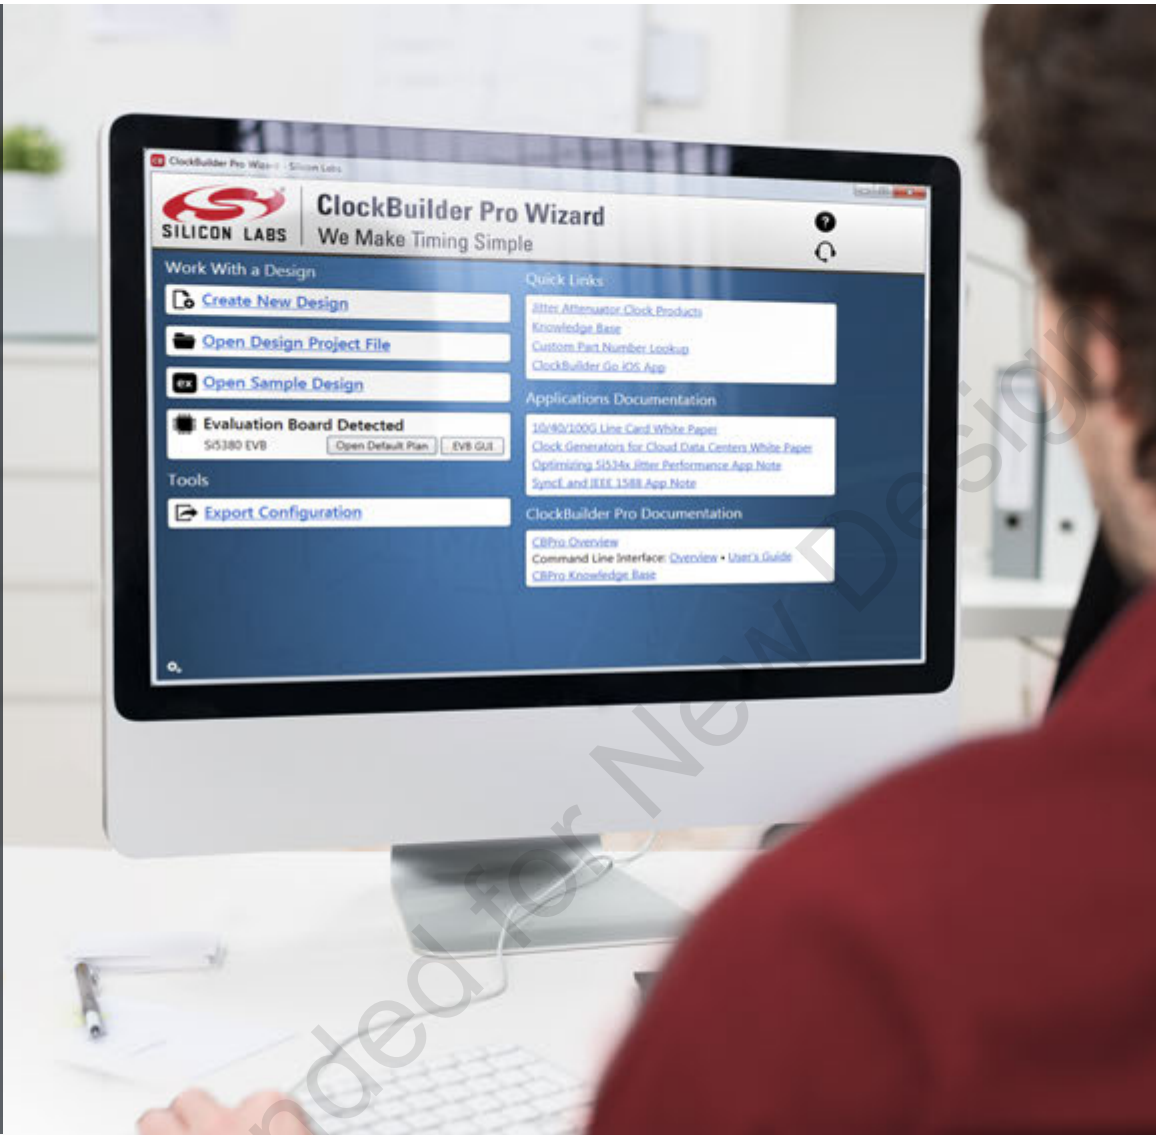 ClockBuilder Pro Wizard - Silicon Labs
SILICON LABS
ClockBuilder Pro Wizard
We Make Timing Simple
?
Work With a Design
Create New Design
Open Design Project File
ex Open Sample Design
Evaluation Board Detected
Si5380 EVB Open Default Plan EVB GUI
Tools
Export Configuration
Quick Links
Jitter Attenuator Clock Products
Knowledge Base
Custom Part Number Lookup
ClockBuilder Go iOS App
Applications Documentation
10/40/100G Line Card White Paper
Clock Generators for Cloud Data Centers White Paper
Optimizing Si534x Jitter Performance App Note
SyncE and IEEE 1588 App Note
ClockBuilder Pro Documentation
CBPro Overview
Command Line Interface: Overview • User's Guide
CBPro Knowledge Base
nded for New Design